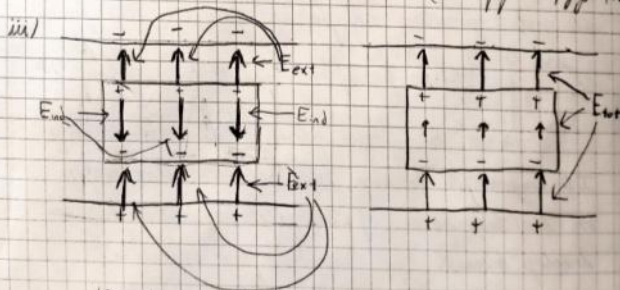 iii)
- - - - - -
E_ext
+ + + + + +
E_ind E_ind E_tot
- - - - - -
E_ext
+ + + + + +